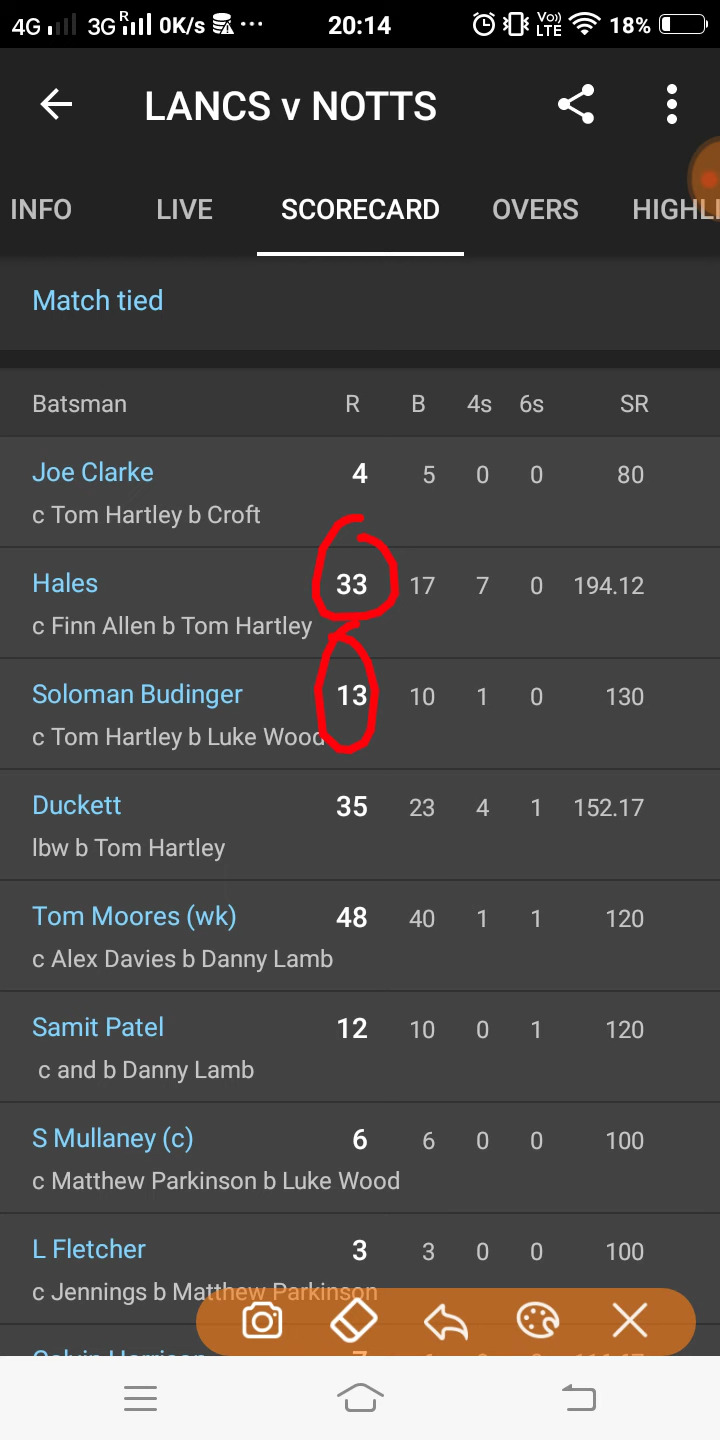 4G 3G R 0K/s ... 20:14 Vo)) LTE 18%
LANCS v NOTTS
INFO LIVE SCORECARD OVERS HIGHLI
Match tied
Batsman R B 4s 6s SR
Joe Clarke 4 5 0 0 80
c Tom Hartley b Croft
Hales 33 17 7 0 194.12
c Finn Allen b Tom Hartley
Soloman Budinger 13 10 1 0 130
c Tom Hartley b Luke Wood
Duckett 35 23 4 1 152.17
lbw b Tom Hartley
Tom Moores (wk) 48 40 1 1 120
c Alex Davies b Danny Lamb
Samit Patel 12 10 0 1 120
c and b Danny Lamb
S Mullaney (c) 6 6 0 0 100
c Matthew Parkinson b Luke Wood
L Fletcher 3 3 0 0 100
c Jennings b Matthew Parkinson